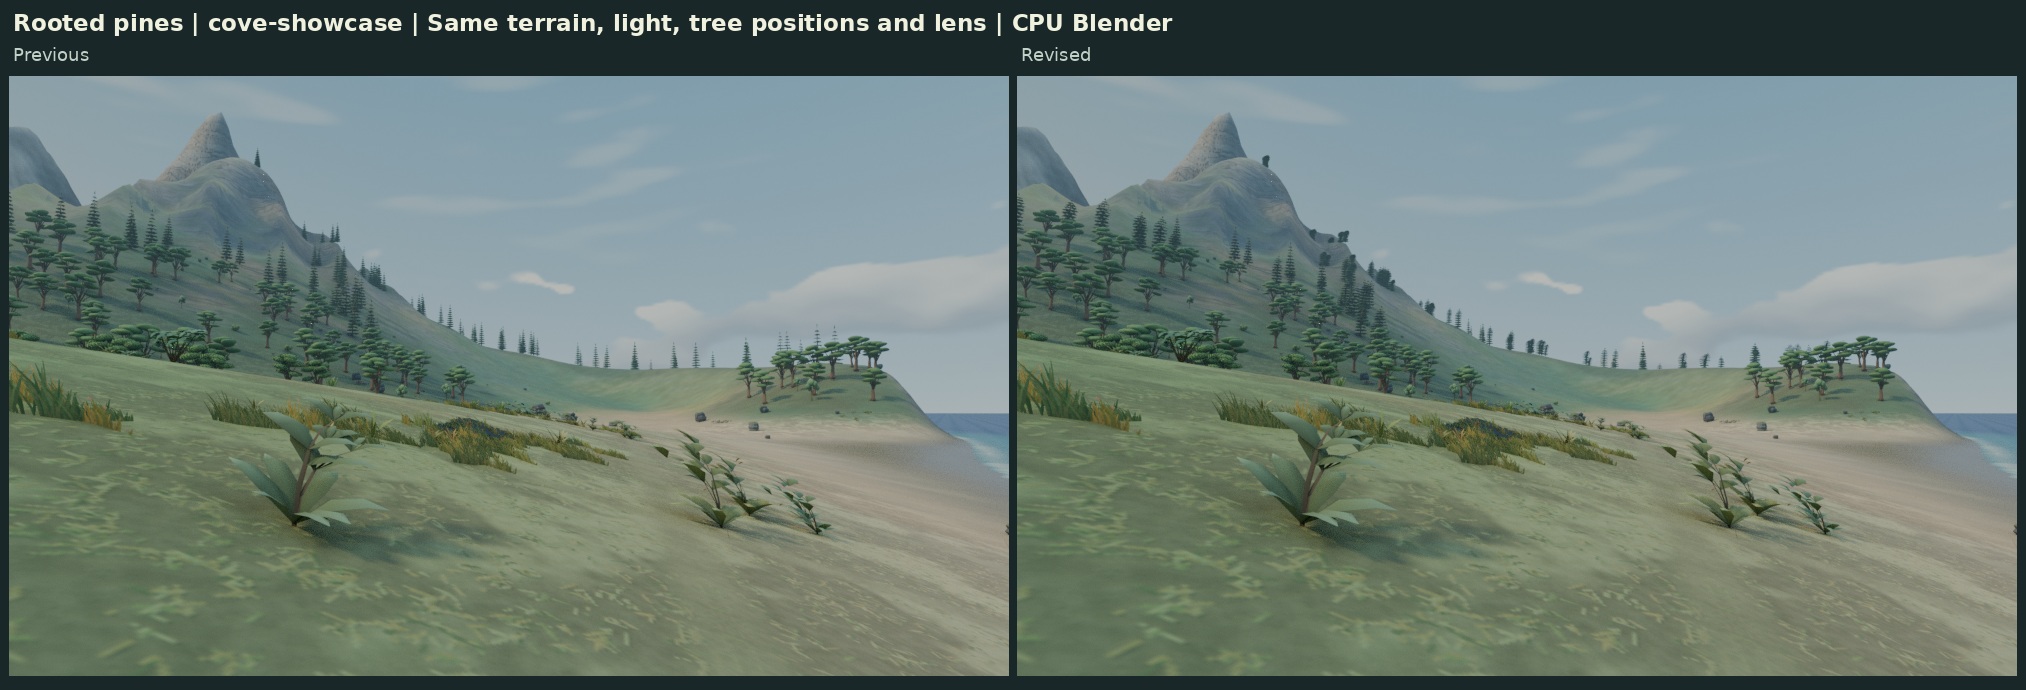 Rooted pines | cove-showcase | Same terrain, light, tree positions and lens | CPU Blender
Previous
Revised